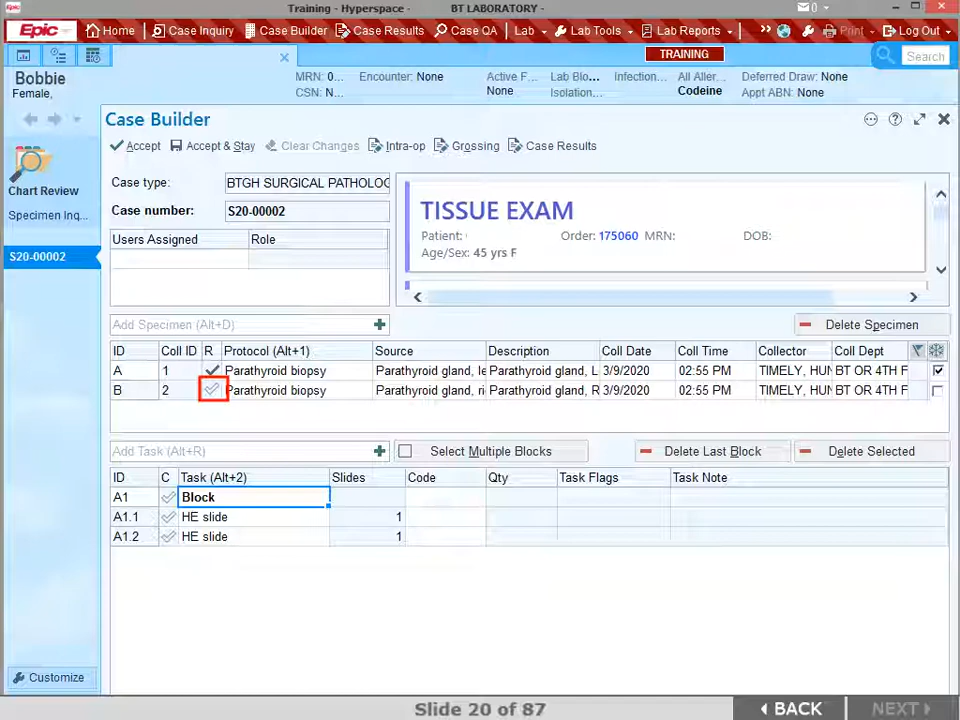 Training - Hyperspace - BT LABORATORY - 0
Epic Home Case Inquiry Case Builder Case Results Case QA Lab Lab Tools Lab Reports Print Log Out
TRAINING Search
Bobbie
Female,
MRN: 0... Encounter: None Active F... Lab Blo... Infection... All Aller... Deferred Draw: None
CSN: N... None Isolation... Codeine Appt ABN: None
Case Builder
Accept Accept & Stay Clear Changes Intra-op Grossing Case Results
Chart Review
Specimen Inq...
S20-00002
Case type: BTGH SURGICAL PATHOLOG
Case number: S20-00002
Users Assigned Role
TISSUE EXAM
Patient: Order: 175060 MRN: DOB:
Age/Sex: 45 yrs F
Add Specimen (Alt+D) Delete Specimen
ID Coll ID R Protocol (Alt+1) Source Description Coll Date Coll Time Collector Coll Dept
A 1 Parathyroid biopsy Parathyroid gland, le Parathyroid gland, L 3/9/2020 02:55 PM TIMELY, HUN BT OR 4TH F
B 2 Parathyroid biopsy Parathyroid gland, ri Parathyroid gland, R 3/9/2020 02:55 PM TIMELY, HUN BT OR 4TH F
Add Task (Alt+R) Select Multiple Blocks Delete Last Block Delete Selected
ID C Task (Alt+2) Slides Code Qty Task Flags Task Note
A1 Block
A1.1 HE slide 1
A1.2 HE slide 1
Customize
Slide 20 of 87 BACK NEXT